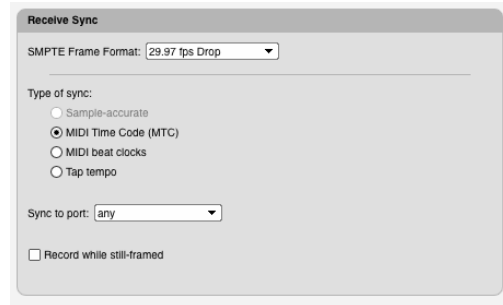 Receive Sync
SMPTE Frame Format: 29.97 fps Drop
Type of sync:
Sample-accurate
MIDI Time Code (MTC)
MIDI beat clocks
Tap tempo
Sync to port: any
Record while still-framed